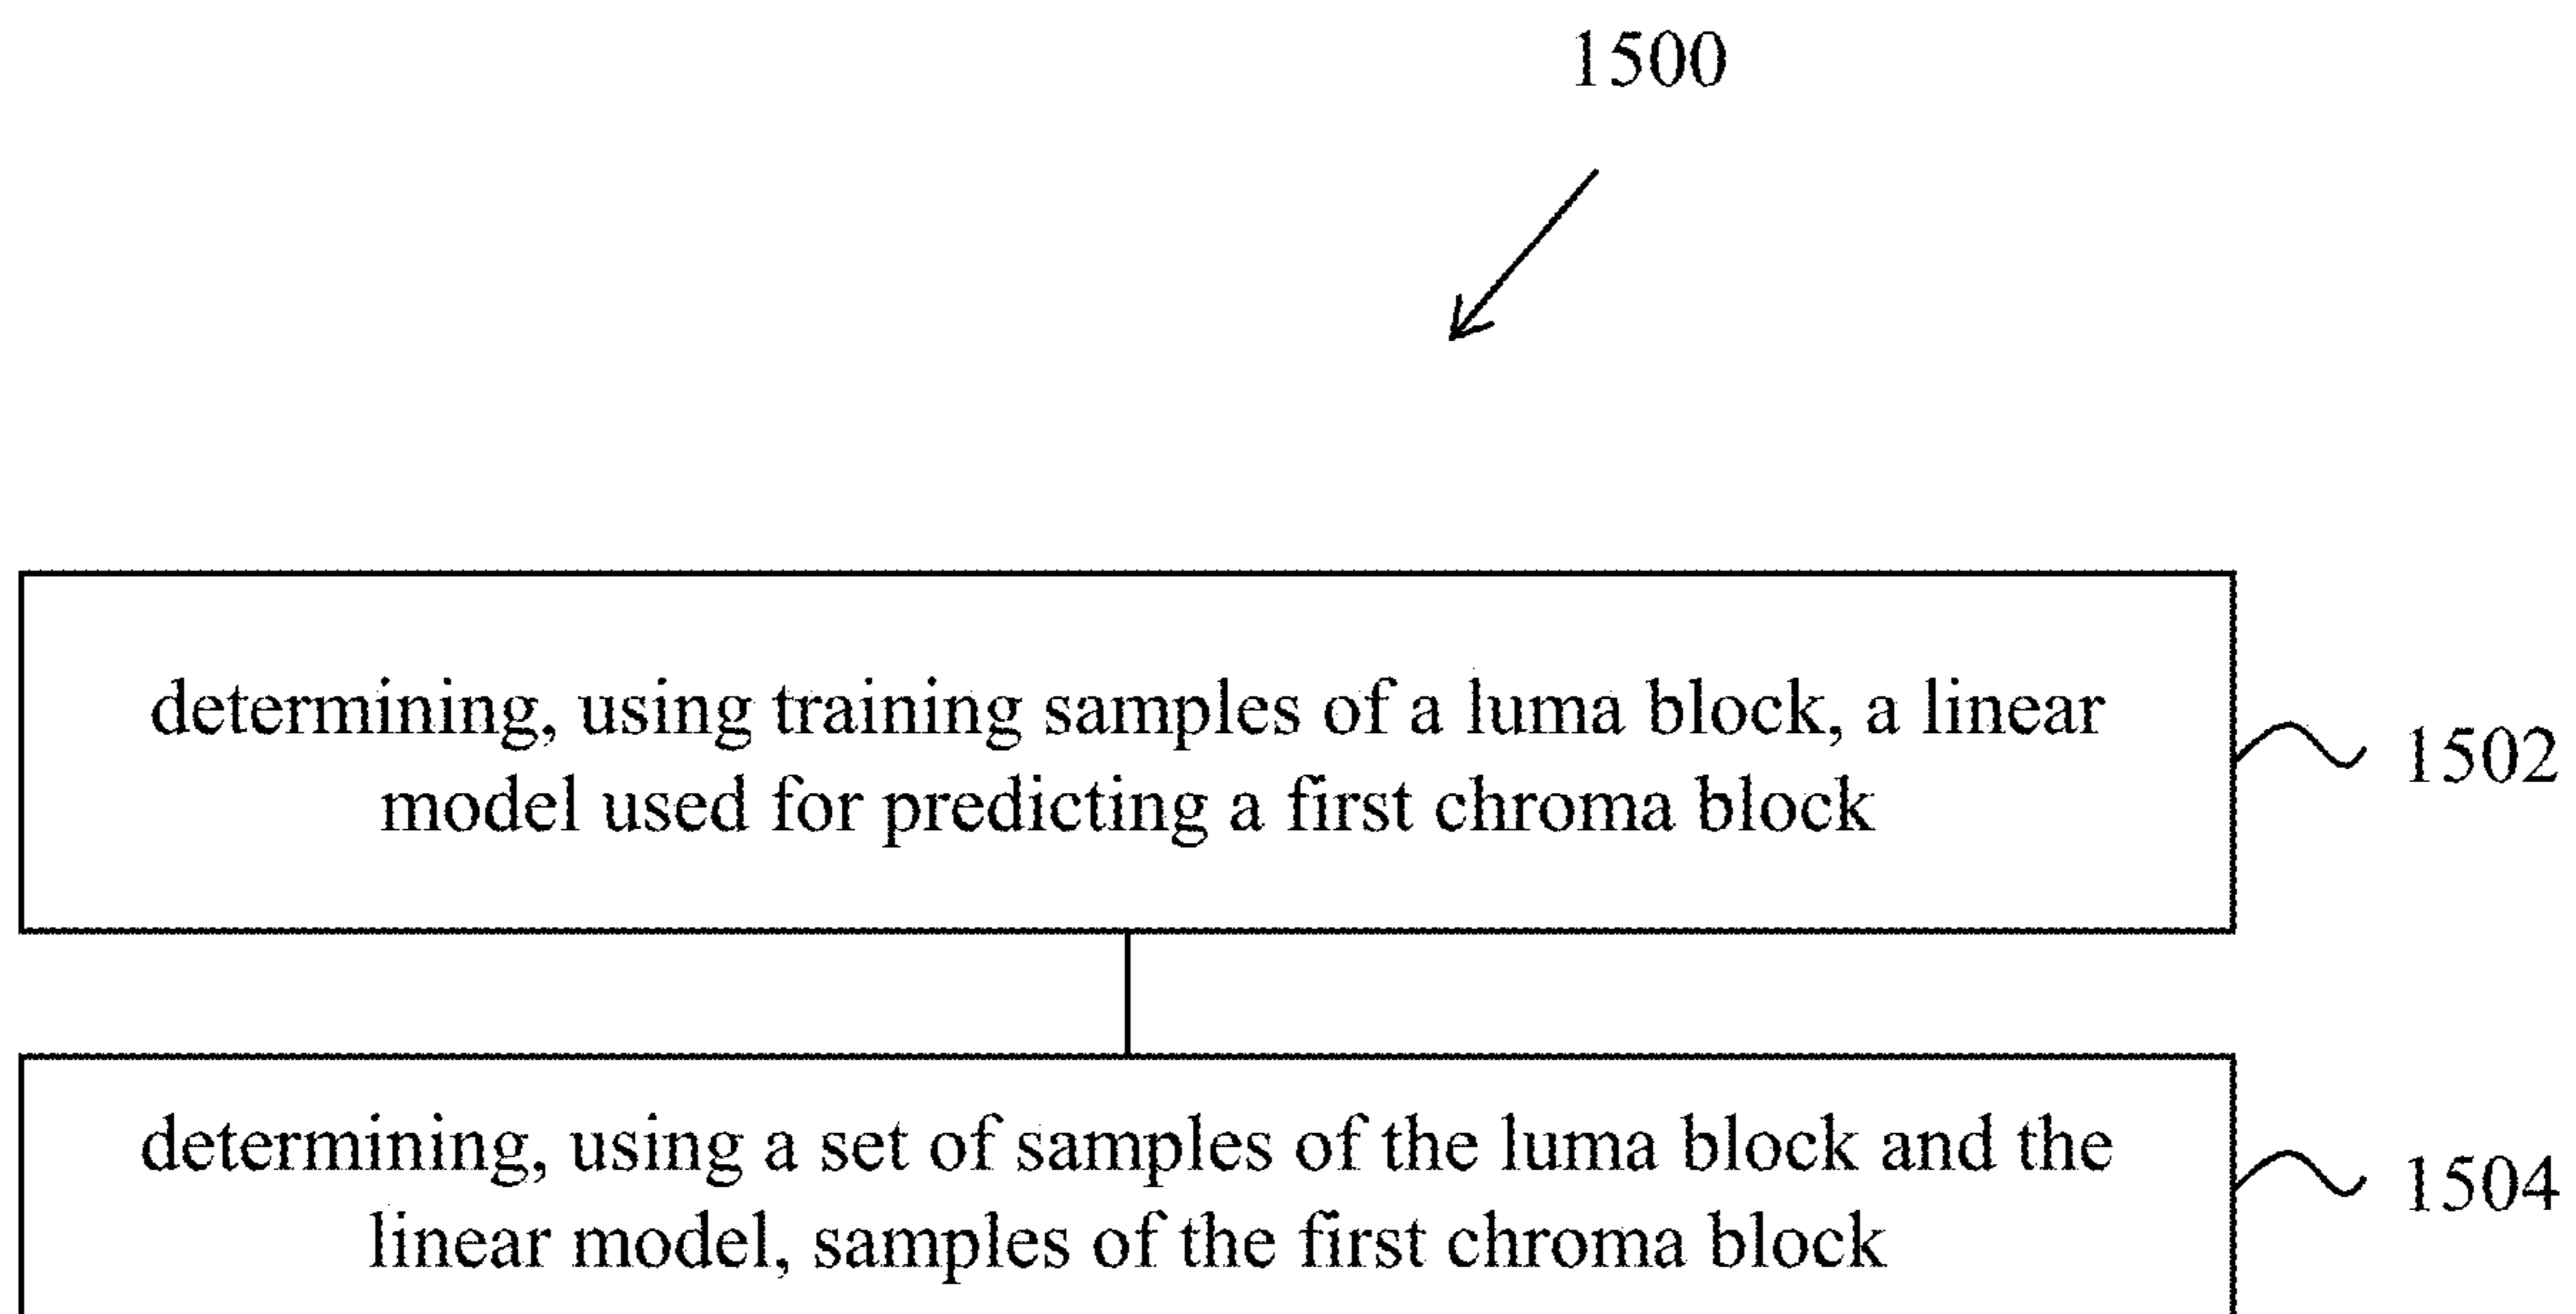 1500
determining, using training samples of a luma block, a linear
model used for predicting a first chroma block
1502
determining, using a set of samples of the luma block and the
linear model, samples of the first chroma block
1504